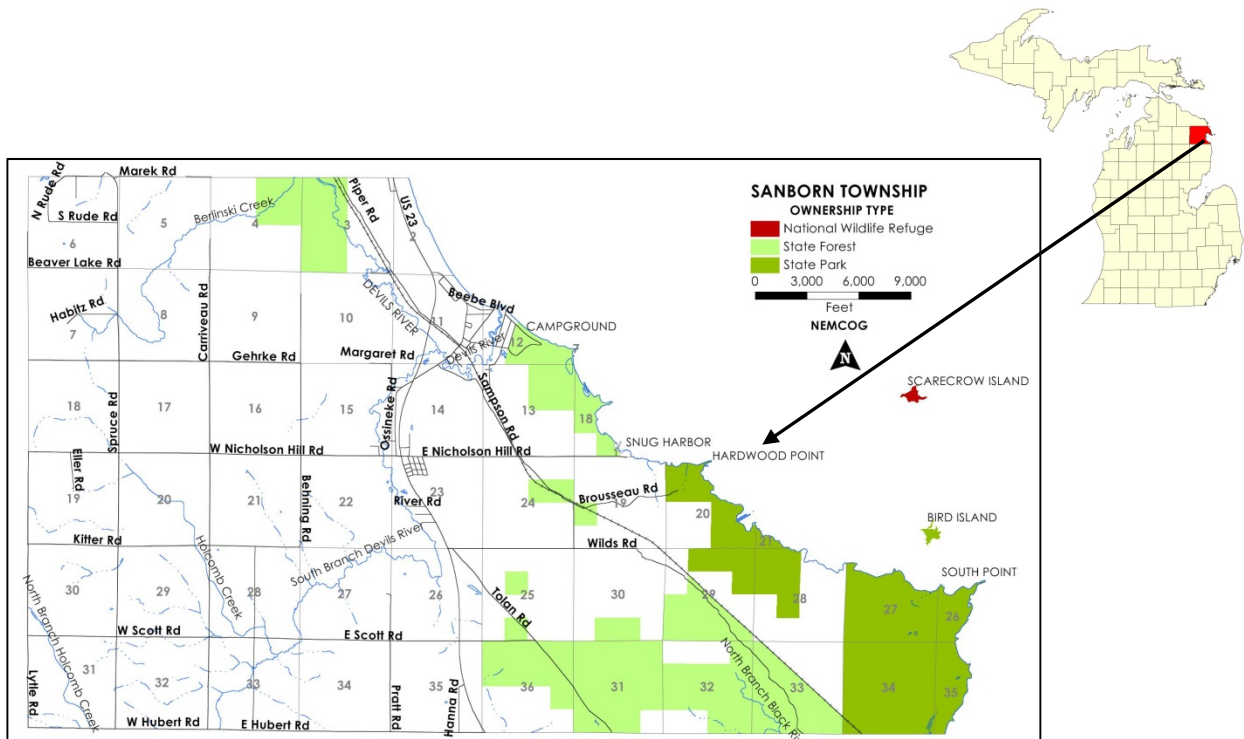 SANBORN TOWNSHIP
OWNERSHIP TYPE
National Wildlife Refuge
State Forest
State Park
0 3,000 6,000 9,000
Feet
NEMCOG
N
N Rude Rd
Marek Rd
S Rude Rd
5
Berlinski Creek
4
3
Piper Rd
US 23
2
6
Beaver Lake Rd
Habitz Rd
7
8
Carriveau Rd
9
10
DEVILS RIVER
11
Beebe Blvd
CAMPGROUND
12
7
Gehrke Rd
Margaret Rd
Devils River
SCARECROW ISLAND
18
Spruce Rd
17
16
15
Ossineke Rd
14
Sampson Rd
13
18
W Nicholson Hill Rd
E Nicholson Hill Rd
SNUG HARBOR
HARDWOOD POINT
Eller Rd
19
20
21
Behning Rd
22
23
River Rd
24
19
Brousseau Rd
20
BIRD ISLAND
Kitter Rd
Holcomb Creek
South Branch Devils River
Wilds Rd
21
30
29
28
27
26
25
Tolan Rd
30
29
28
27
26
SOUTH POINT
North Branch Holcomb Creek
W Scott Rd
E Scott Rd
Lytle Rd
31
32
33
34
Pratt Rd
35
Hanna Rd
36
31
32
North Branch Black Ri
33
34
35
W Hubert Rd
E Hubert Rd